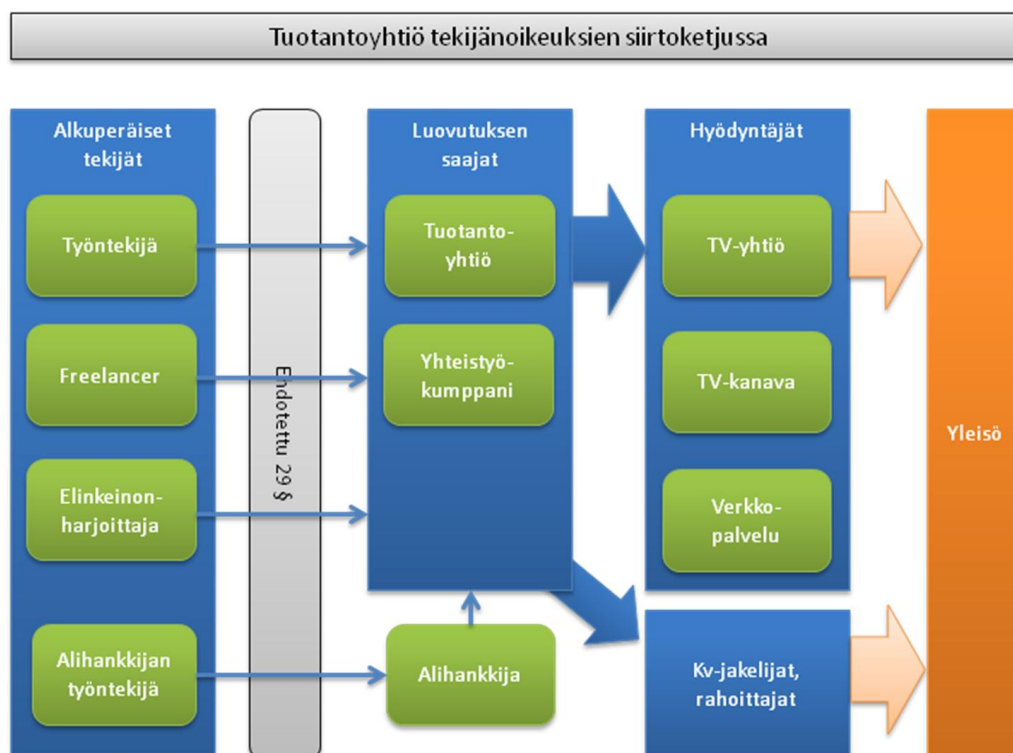 Tuotantoyhtiö tekijänoikeuksien siirtoketjussa
Alkuperäiset
tekijät
Työntekijä
Freelancer
Elinkeinon-
harjoittaja
Alihankkijan
työntekijä
Ehdotettu 29 §
Luovutuksen
saajat
Tuotanto-
yhtiö
Yhteistyö-
kumppani
Alihankkija
Hyödyntäjät
TV-yhtiö
TV-kanava
Verkko-
palvelu
Kv-jakelijat,
rahoittajat
Yleisö